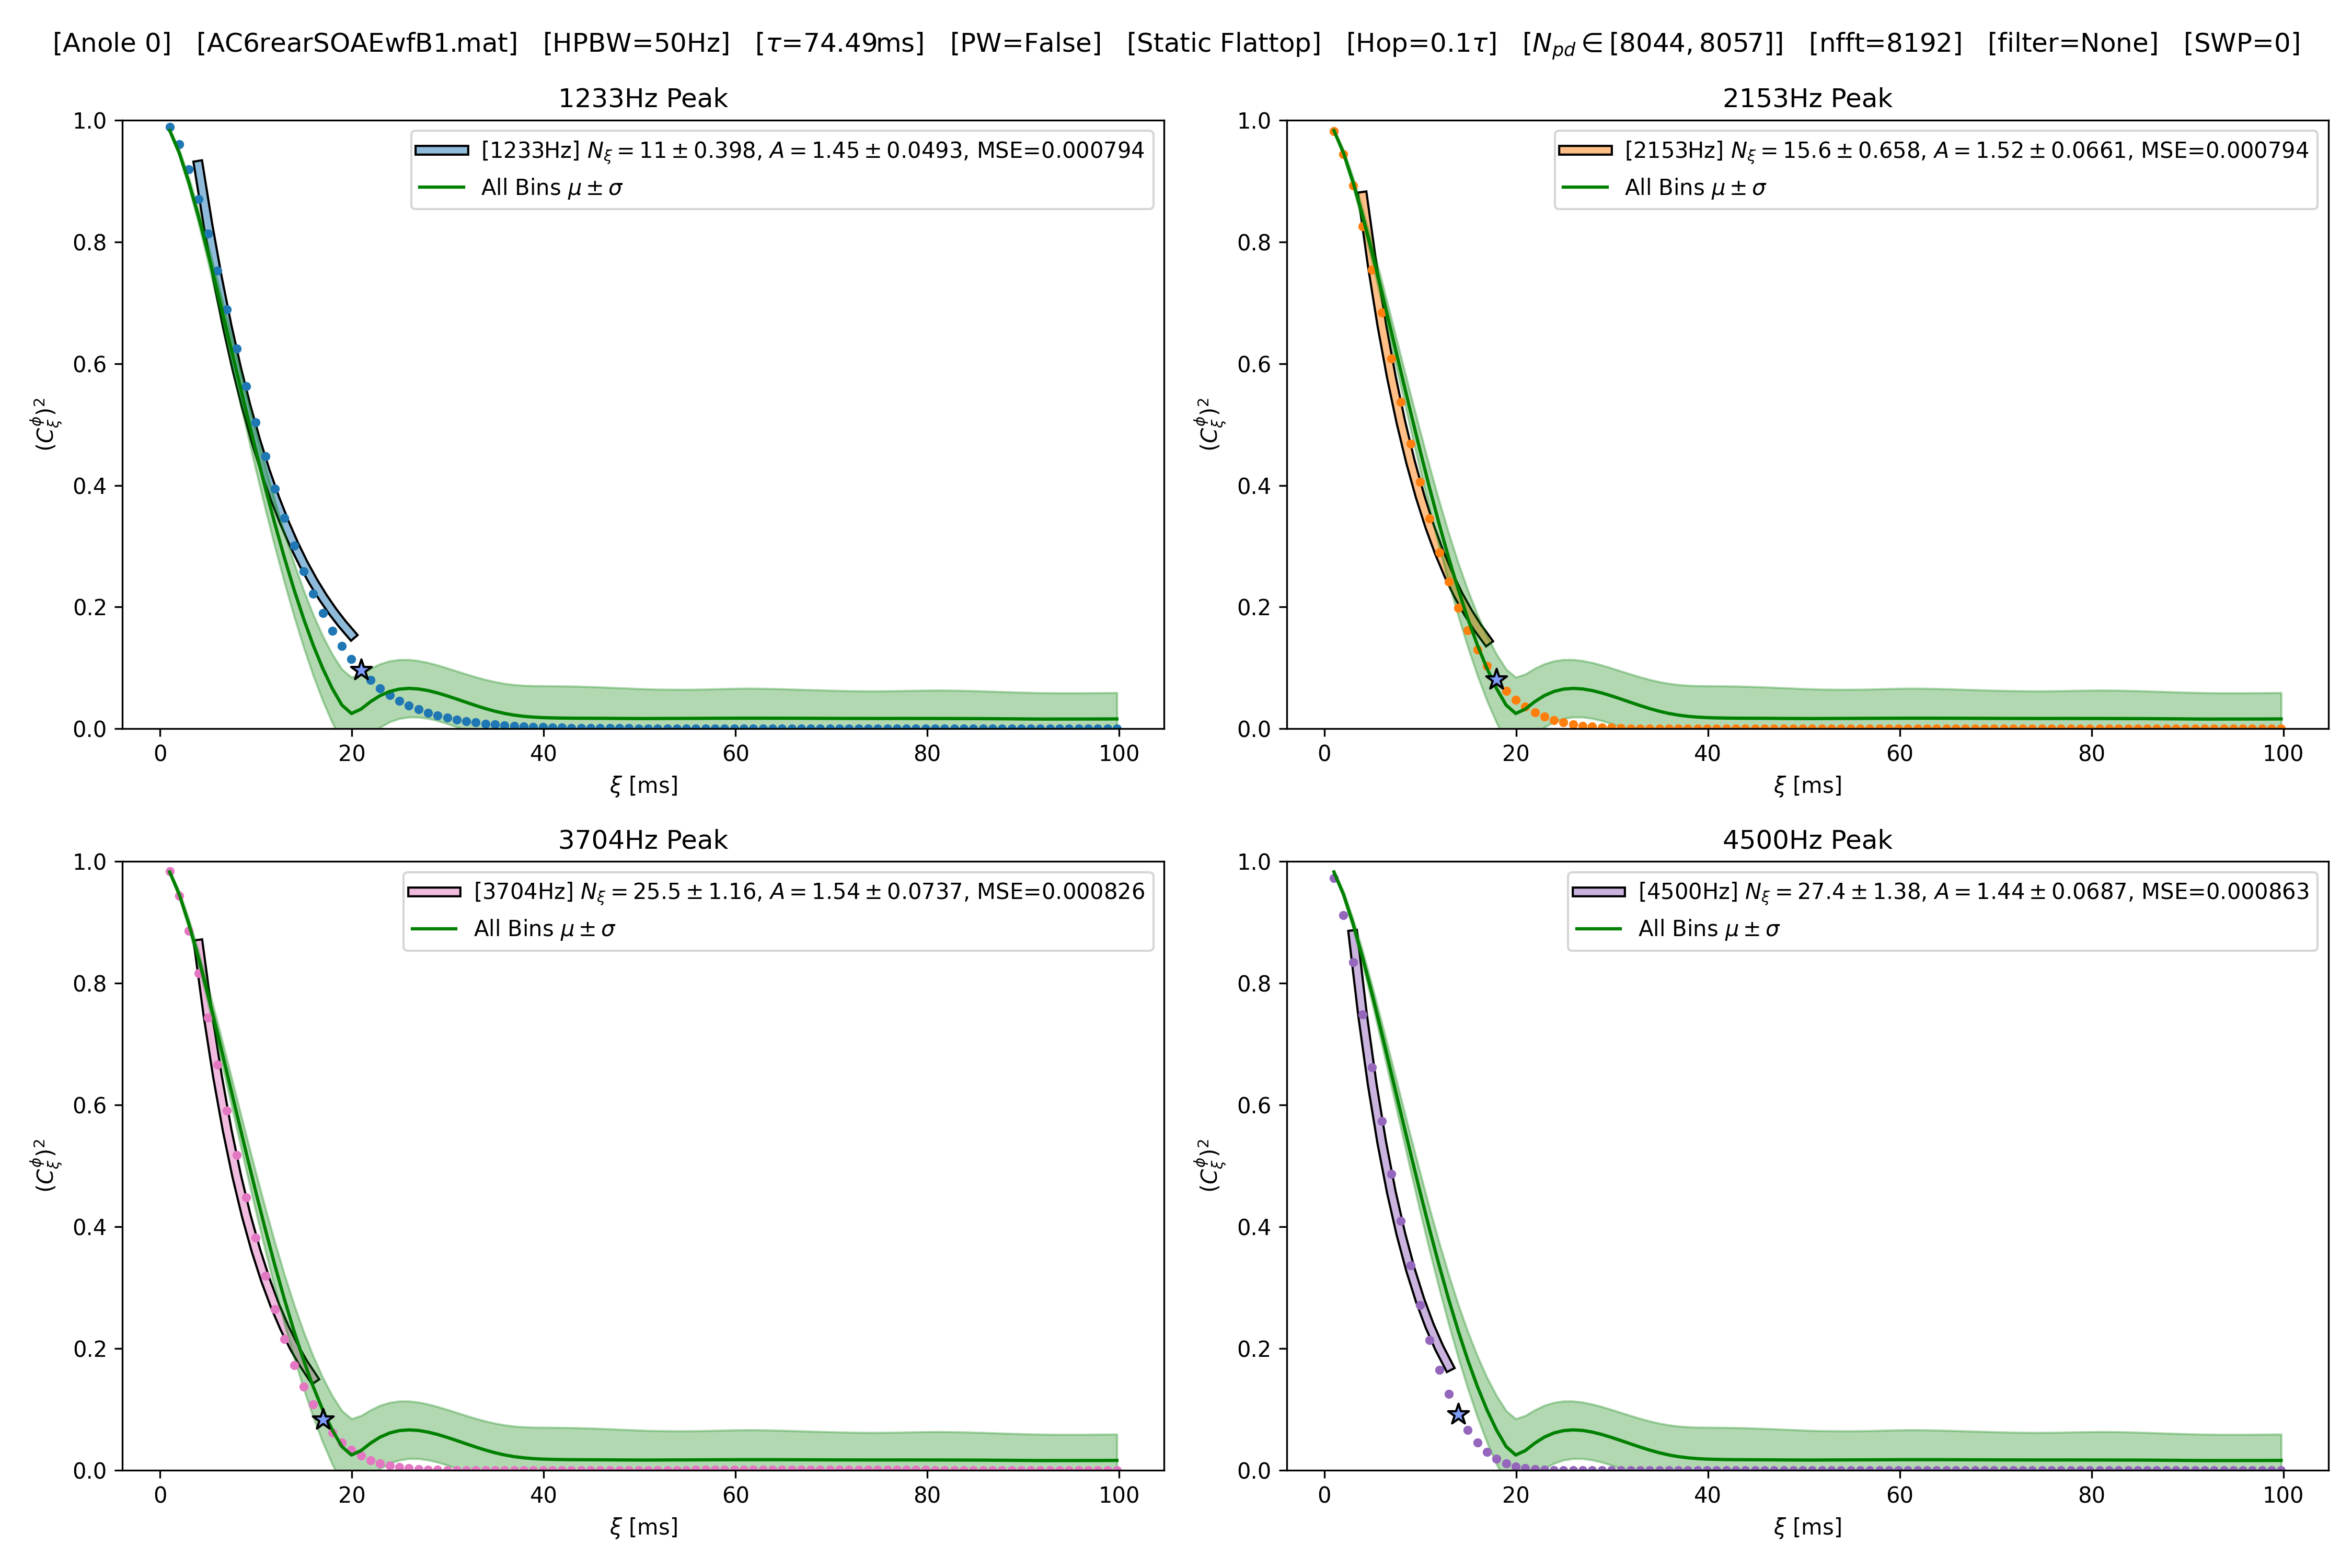 [Anole 0] [AC6rearSOAEwfB1.mat] [HPBW=50Hz] [τ=74.49ms] [PW=False] [Static Flattop] [Hop=0.1τ] [N_{pd} ∈ [8044, 8057]] [nfft=8192] [filter=None] [SWP=0]
1233Hz Peak
[1233Hz] N_ξ = 11 ± 0.398, A = 1.45 ± 0.0493, MSE=0.000794
All Bins μ ± σ
(C_ξ^ϕ)²
1.0
0.8
0.6
0.4
0.2
0.0
0 20 40 60 80 100
ξ [ms]
2153Hz Peak
[2153Hz] N_ξ = 15.6 ± 0.658, A = 1.52 ± 0.0661, MSE=0.000794
All Bins μ ± σ
(C_ξ^ϕ)²
1.0
0.8
0.6
0.4
0.2
0.0
0 20 40 60 80 100
ξ [ms]
3704Hz Peak
[3704Hz] N_ξ = 25.5 ± 1.16, A = 1.54 ± 0.0737, MSE=0.000826
All Bins μ ± σ
(C_ξ^ϕ)²
1.0
0.8
0.6
0.4
0.2
0.0
0 20 40 60 80 100
ξ [ms]
4500Hz Peak
[4500Hz] N_ξ = 27.4 ± 1.38, A = 1.44 ± 0.0687, MSE=0.000863
All Bins μ ± σ
(C_ξ^ϕ)²
1.0
0.8
0.6
0.4
0.2
0.0
0 20 40 60 80 100
ξ [ms]